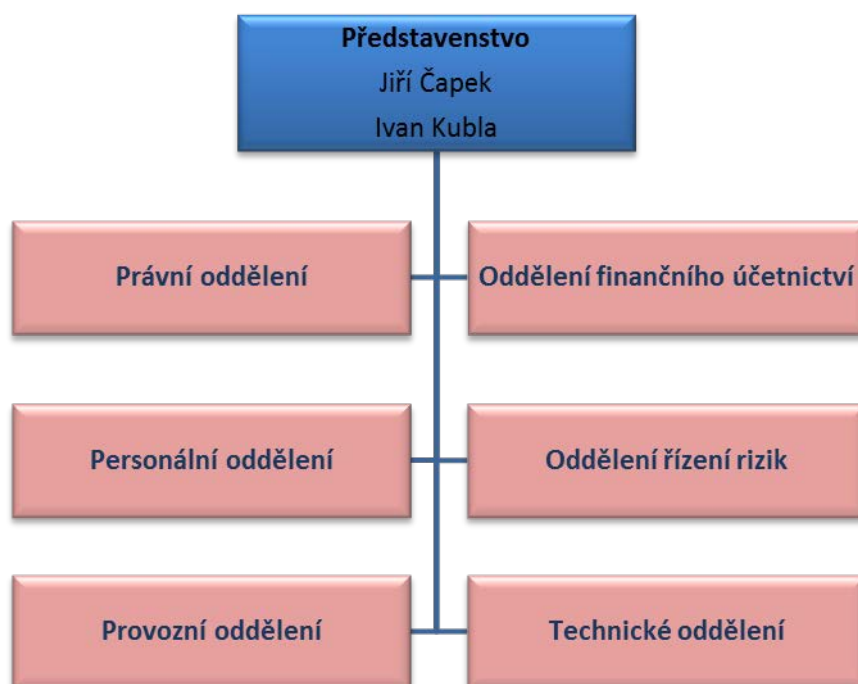 Představenstvo
Jiří Čapek
Ivan Kubla
Právní oddělení
Oddělení finančního účetnictví
Personální oddělení
Oddělení řízení rizik
Provozní oddělení
Technické oddělení